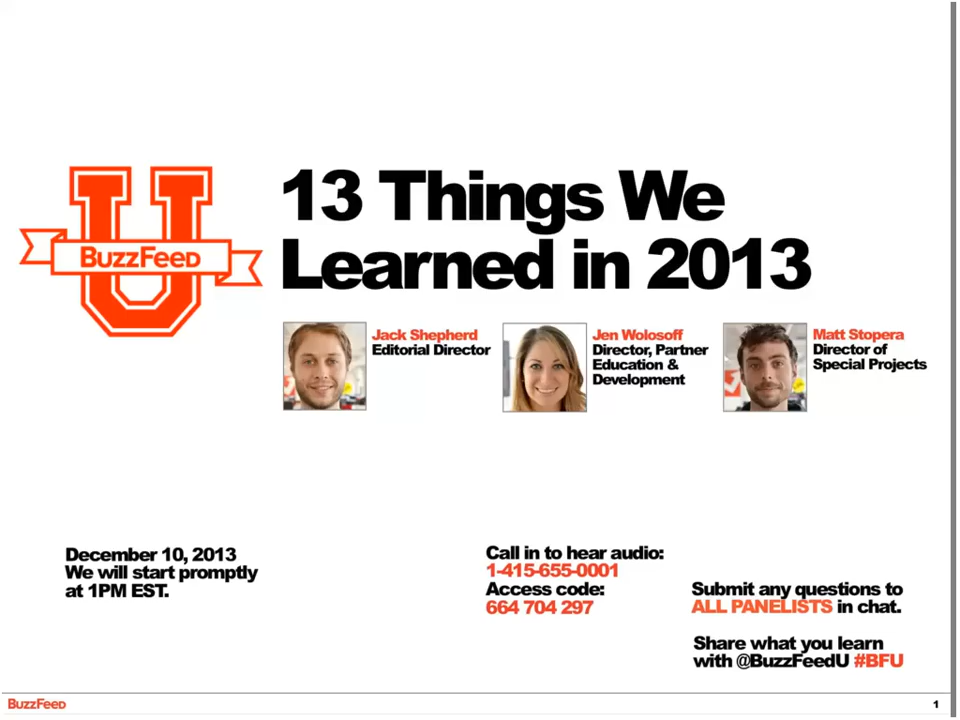 U
BuzzFeed
13 Things We
Learned in 2013
Jack Shepherd
Editorial Director
Jen Wolosoff
Director, Partner
Education &
Development
Matt Stopera
Director of
Special Projects
December 10, 2013
We will start promptly
at 1PM EST.
Call in to hear audio:
1-415-655-0001
Access code:
664 704 297
Submit any questions to
ALL PANELISTS in chat.
Share what you learn
with @BuzzFeedU #BFU
BuzzFeed
1